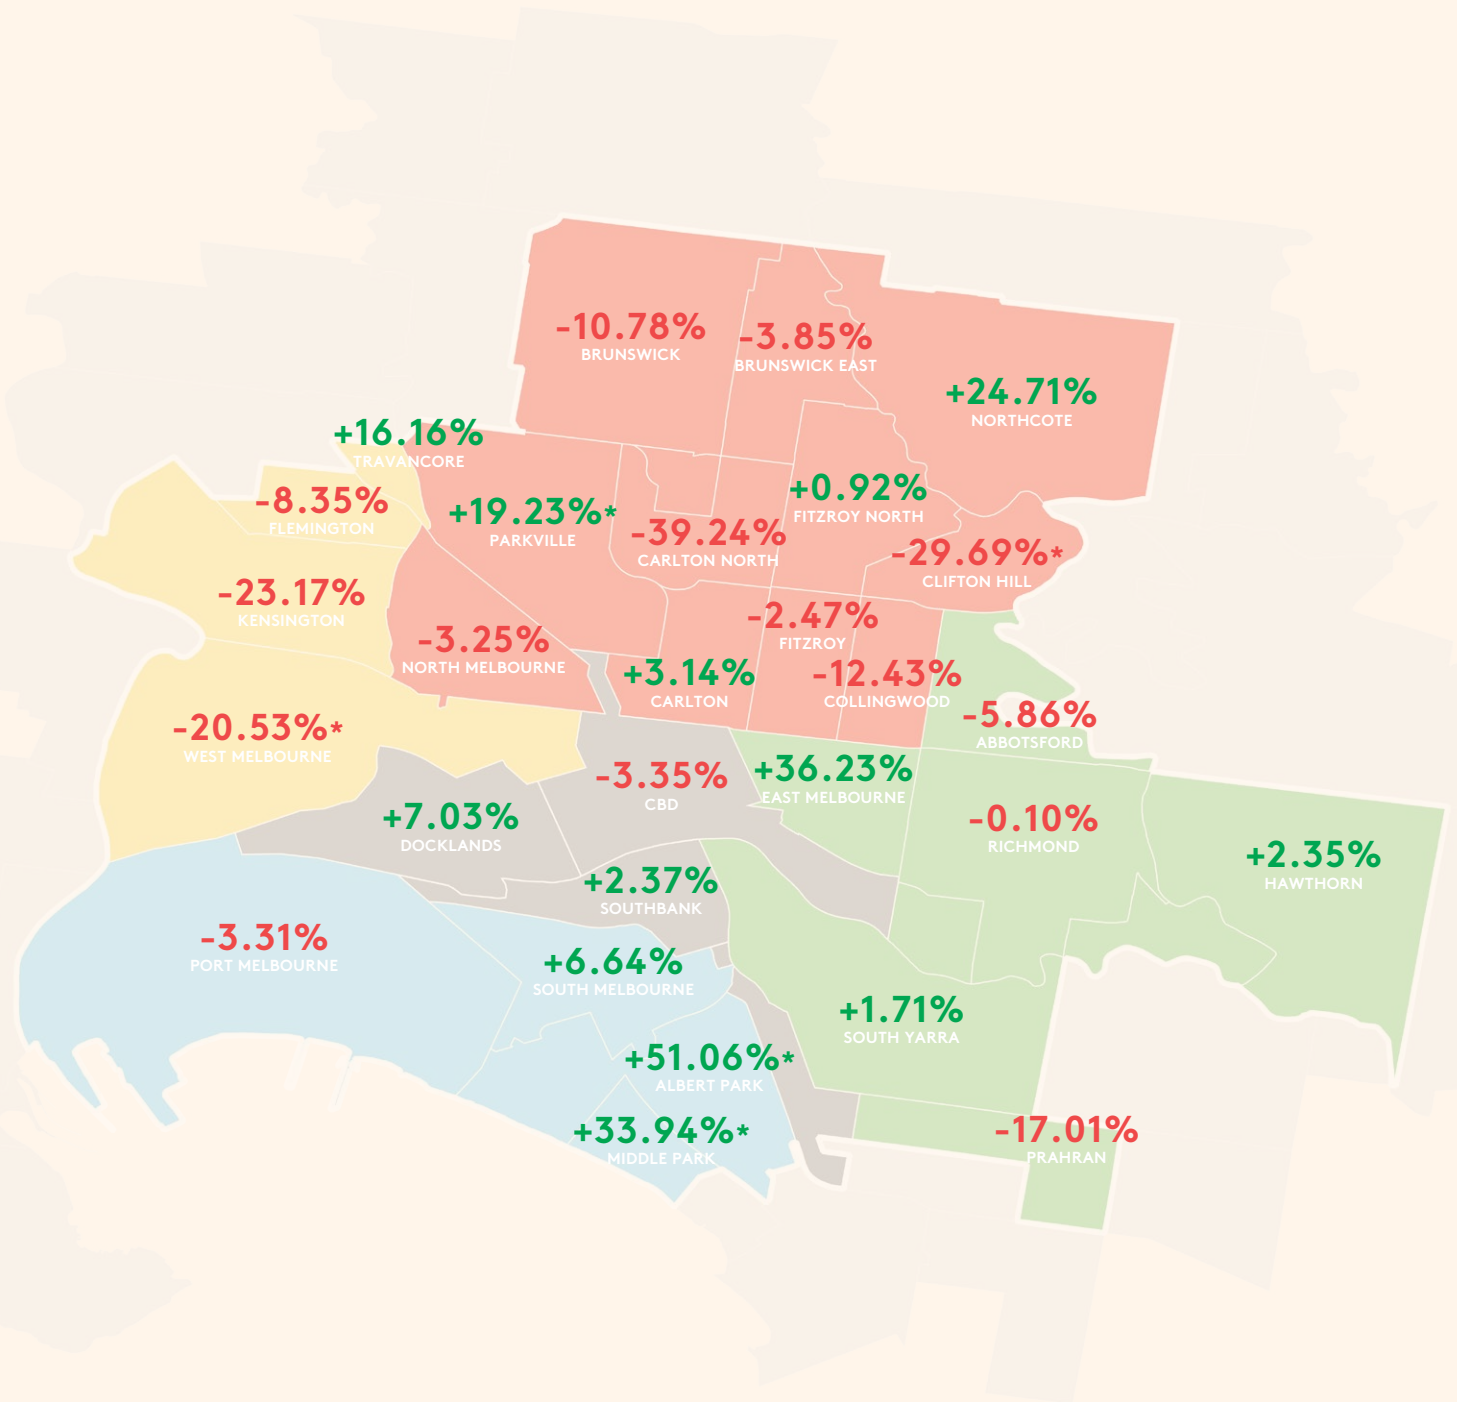 -10.78%
BRUNSWICK
-3.85%
BRUNSWICK EAST
+24.71%
NORTHCOTE
+16.16%
TRAVANCORE
-8.35%
FLEMINGTON
+19.23%*
PARKVILLE
-39.24%
CARLTON NORTH
+0.92%
FITZROY NORTH
-29.69%*
CLIFTON HILL
-23.17%
KENSINGTON
-3.25%
NORTH MELBOURNE
+3.14%
CARLTON
-2.47%
FITZROY
-12.43%
COLLINGWOOD
-5.86%
ABBOTSFORD
-20.53%*
WEST MELBOURNE
+7.03%
DOCKLANDS
-3.35%
CBD
+36.23%
EAST MELBOURNE
-0.10%
RICHMOND
+2.35%
HAWTHORN
+2.37%
SOUTHBANK
-3.31%
PORT MELBOURNE
+6.64%
SOUTH MELBOURNE
+1.71%
SOUTH YARRA
+51.06%*
ALBERT PARK
+33.94%*
MIDDLE PARK
-17.01%
PRAHRAN